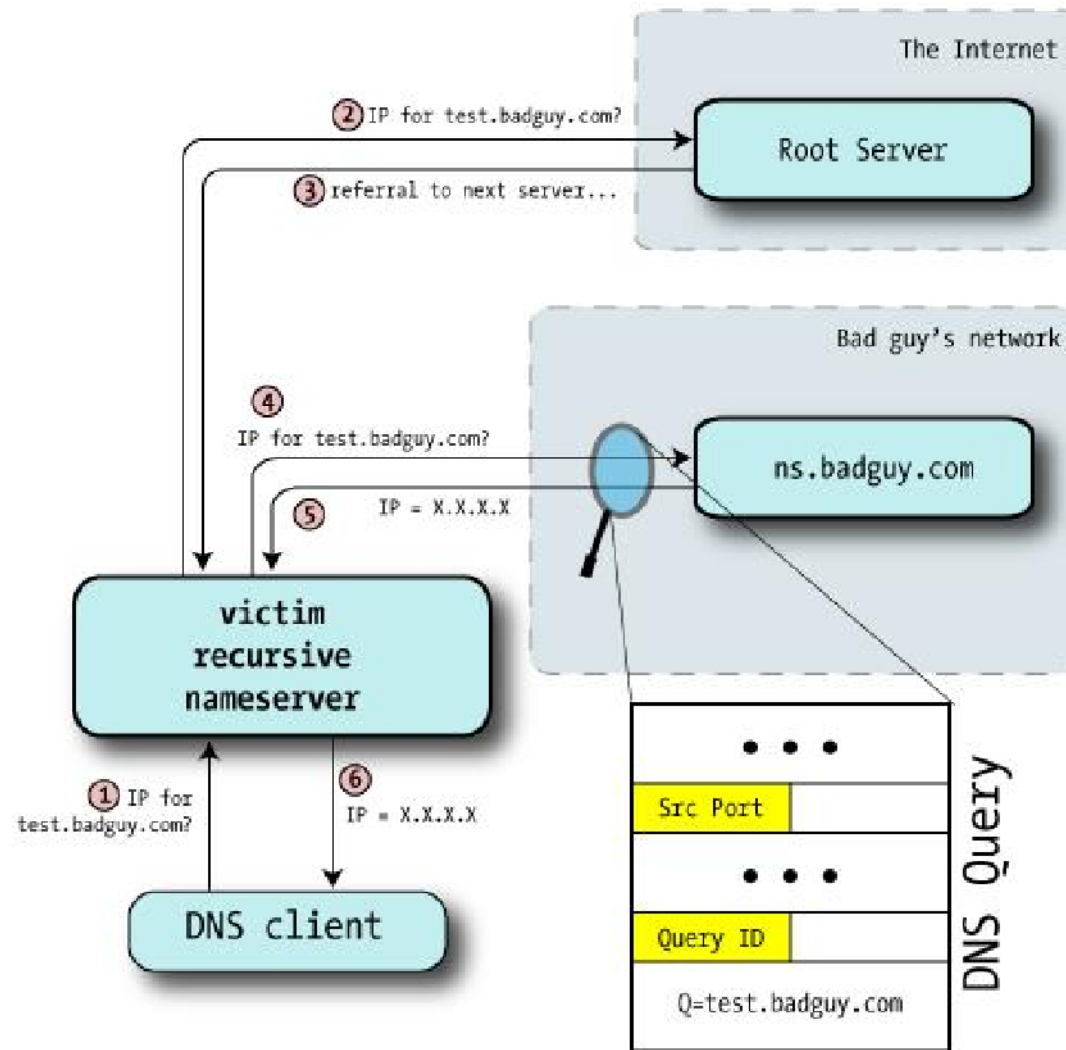 The Internet
2 IP for test.badguy.com?
Root Server
3 referral to next server...
Bad guy's network
4
IP for test.badguy.com?
ns.badguy.com
5 IP = X.X.X.X
victim
recursive
nameserver
1 IP for
test.badguy.com?
6
IP = X.X.X.X
DNS client
• • •
Src Port
• • •
Query ID
Q=test.badguy.com
DNS Query